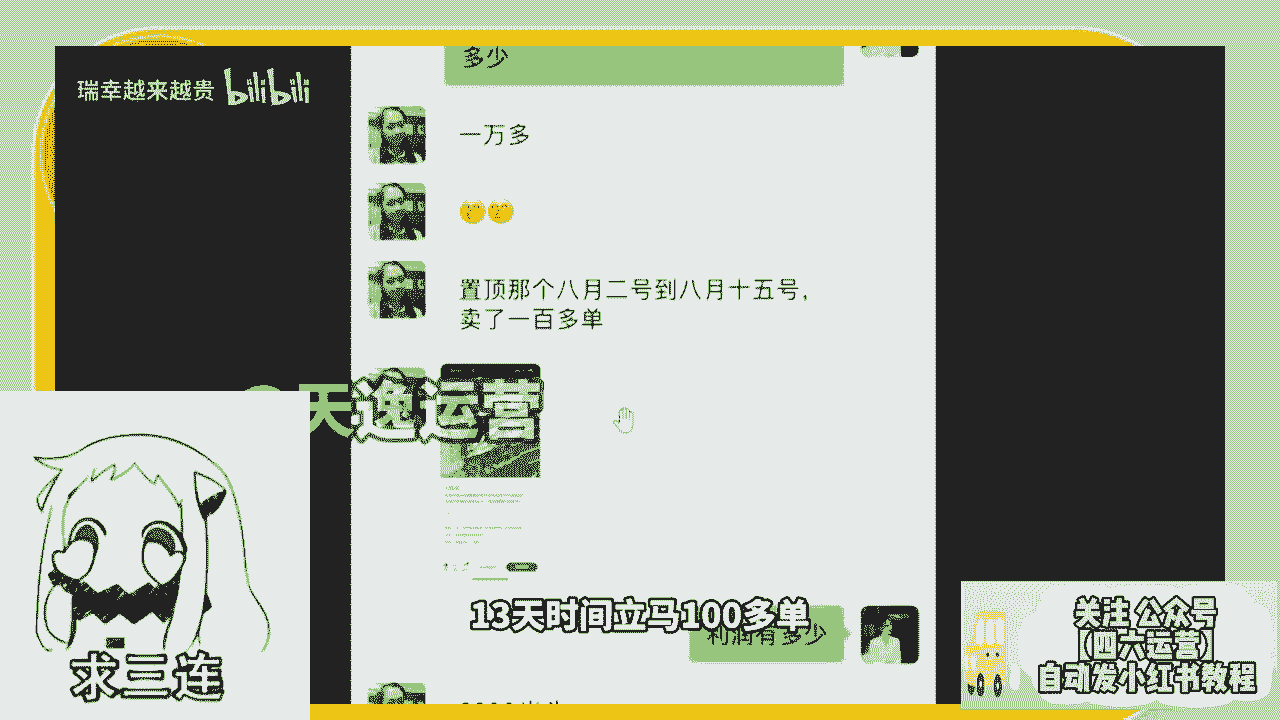 多少
瑞幸越来越贵 bilibili
一万多
置顶那个八月二号到八月十五号，
卖了一百多单
天逸运营
13天时间立马100多单
利润有多少
求三连
关注 公众号
【四六运营】
自动发小红书教程